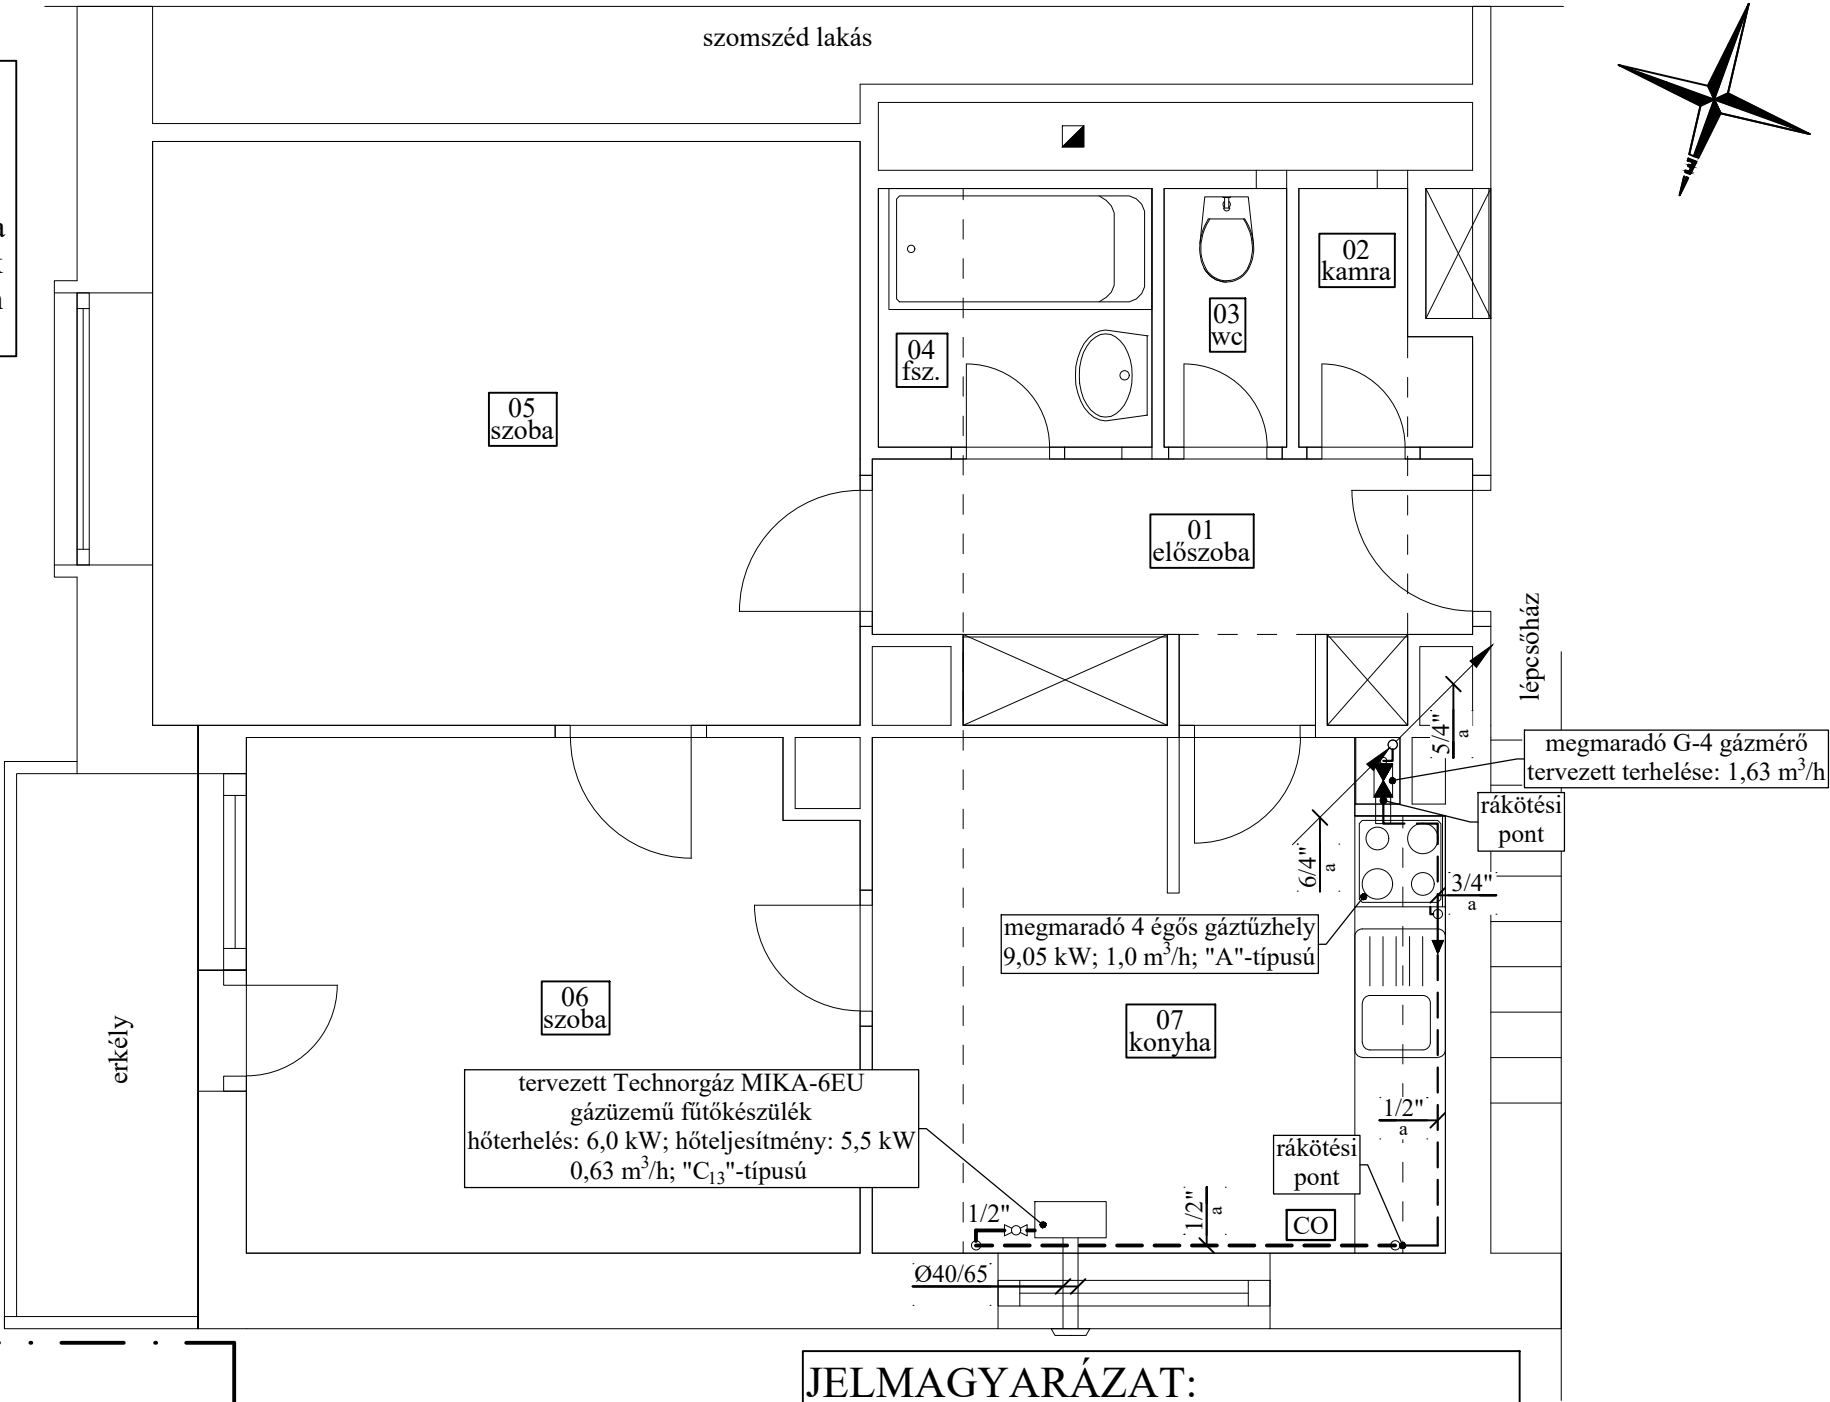 szomszéd lakás
a
02
kamra
03
wc
04
fsz.
05
szoba
01
előszoba
lépcsőház
5/4"
a
megmaradó G-4 gázmérő
tervezett terhelése: 1,63 m³/h
rákötési
pont
6/4"
a
3/4"
a
megmaradó 4 égős gáztűzhely
9,05 kW; 1,0 m³/h; "A"-típusú
06
szoba
07
konyha
erkély
tervezett Technorgáz MIKA-6EU
gázüzemű fűtőkészülék
hőterhelés: 6,0 kW; hőteljesítmény: 5,5 kW
0,63 m³/h; "C₁₃"-típusú
1/2"
a
rákötési
pont
1/2"
1/2"
a
CO
Ø40/65
JELMAGYARÁZAT: